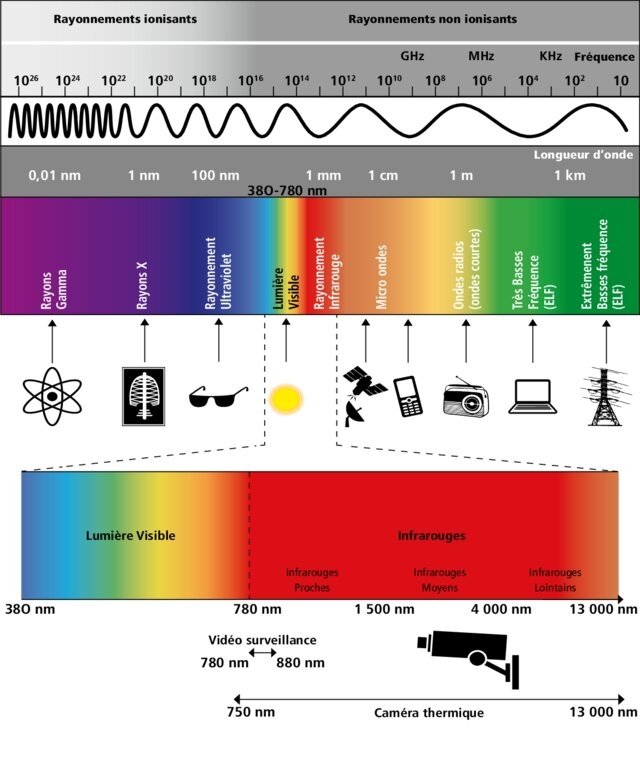 Rayonnements ionisants
Rayonnements non ionisants
GHz MHz KHz Fréquence
10²⁶ 10²⁴ 10²² 10²⁰ 10¹⁸ 10¹⁶ 10¹⁴ 10¹² 10¹⁰ 10⁸ 10⁶ 10⁴ 10² 10
Longueur d’onde
0,01 nm 1 nm 100 nm 1 mm 1 cm 1 m 1 km
38O-780 nm
Rayons
Gamma
Rayons X
Rayonnement
Ultraviolet
Lumière
Visible
Rayonnement
Infrarouge
Micro ondes
Ondes radios
(ondes courtes)
Très Basses
Fréquence
(ELF)
Extrêmement
Basses fréquence
(ELF)
Lumière Visible
Infrarouges
Infrarouges
Proches
Infrarouges
Moyens
Infrarouges
Lointains
380 nm 780 nm 1 500 nm 4 000 nm 13 000 nm
Vidéo surveillance
780 nm 880 nm
750 nm Caméra thermique 13 000 nm